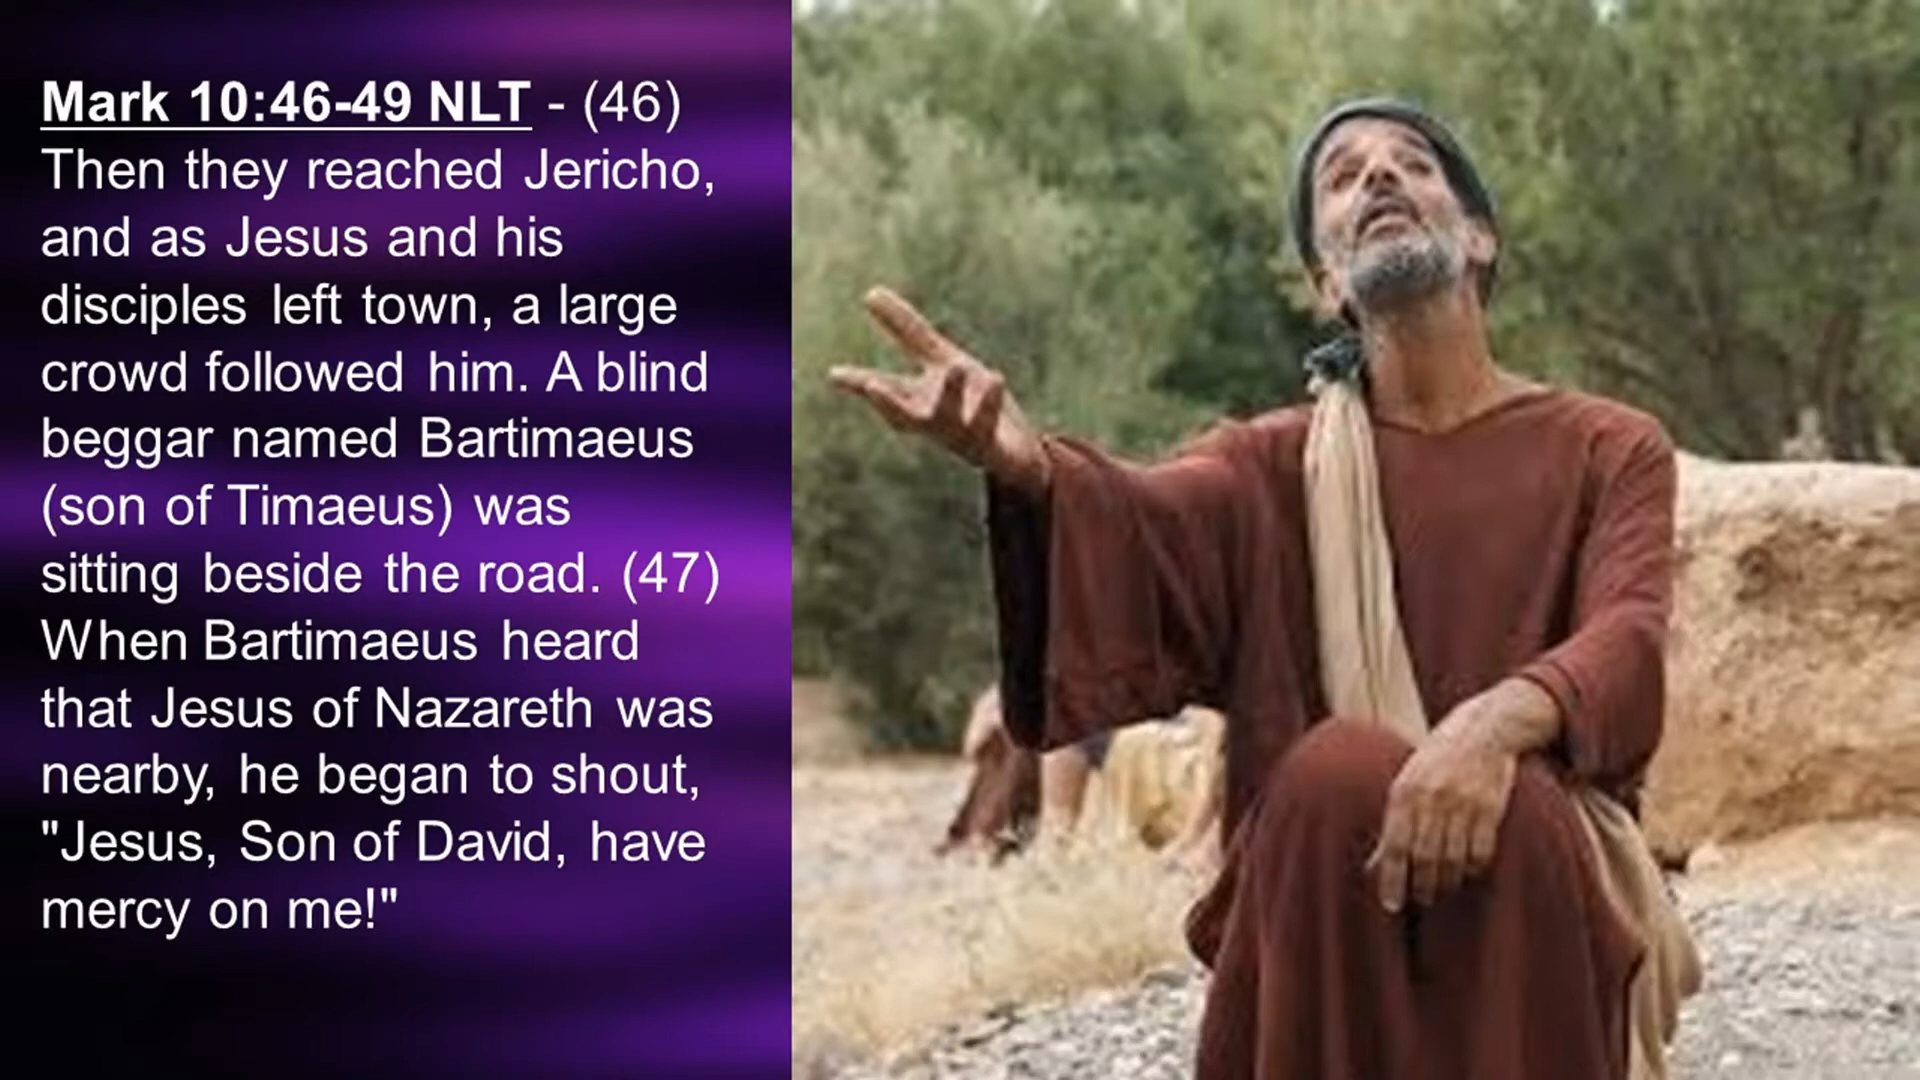 Mark 10:46-49 NLT - (46)
Then they reached Jericho,
and as Jesus and his
disciples left town, a large
crowd followed him. A blind
beggar named Bartimaeus
(son of Timaeus) was
sitting beside the road. (47)
When Bartimaeus heard
that Jesus of Nazareth was
nearby, he began to shout,
"Jesus, Son of David, have
mercy on me!"